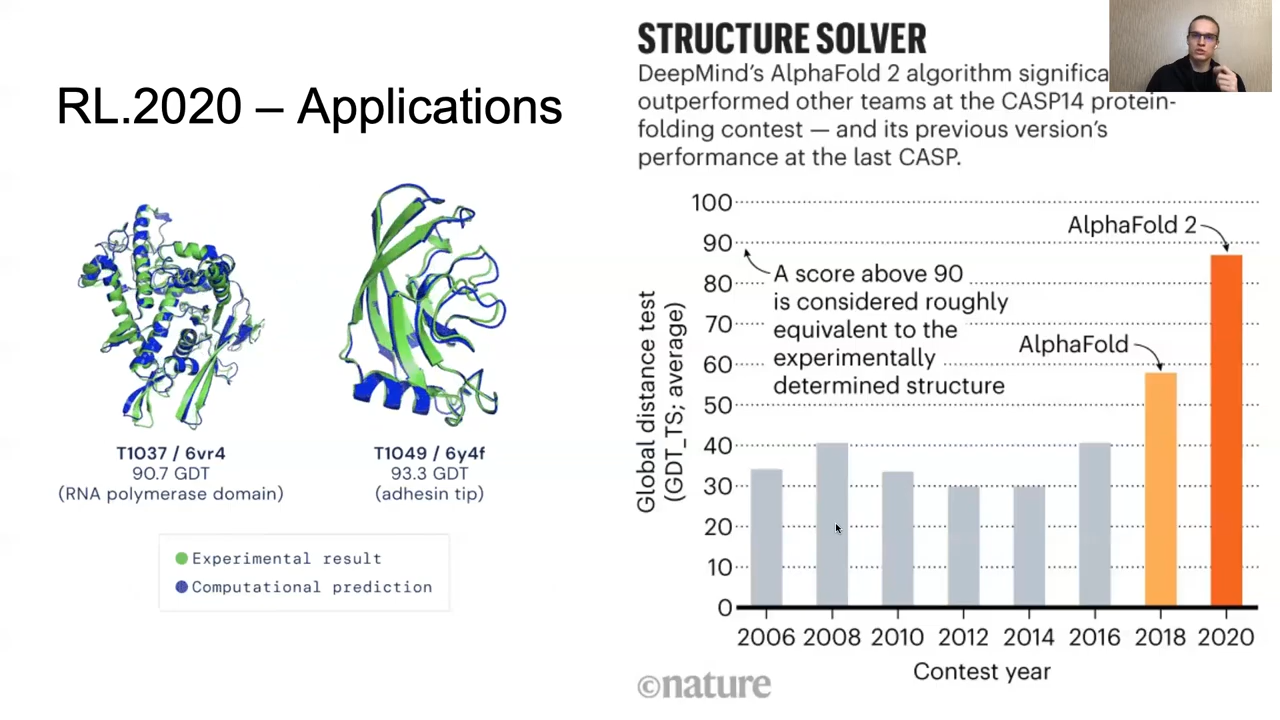 RL.2020 – Applications
T1037 / 6vr4
90.7 GDT
(RNA polymerase domain)
T1049 / 6y4f
93.3 GDT
(adhesin tip)
Experimental result
Computational prediction
STRUCTURE SOLVER
DeepMind’s AlphaFold 2 algorithm significa
outperformed other teams at the CASP14 protein-
folding contest — and its previous version’s
performance at the last CASP.
Global distance test
(GDT_TS; average)
100
90
80
70
60
50
40
30
20
10
0
A score above 90
is considered roughly
equivalent to the
experimentally
determined structure
AlphaFold 2
AlphaFold
2006 2008 2010 2012 2014 2016 2018 2020
Contest year
©nature